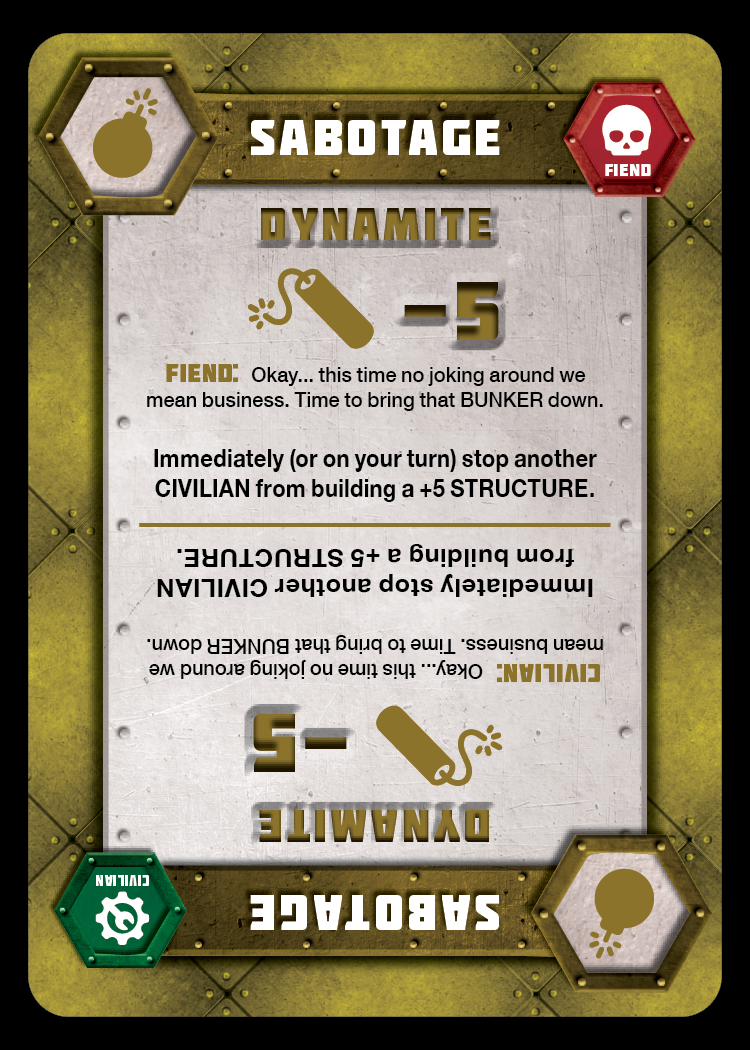 SABOTAGE
FIEND
DYNAMITE
-5
FIEND: Okay... this time no joking around we
mean business. Time to bring that BUNKER down.
Immediately (or on your turn) stop another
CIVILIAN from building a +5 STRUCTURE.
SABOTAGE
CIVILIAN
DYNAMITE
-5
CIVILIAN: Okay... this time no joking around we
mean business. Time to bring that BUNKER down.
Immediately stop another CIVILIAN
from building a +5 STRUCTURE.